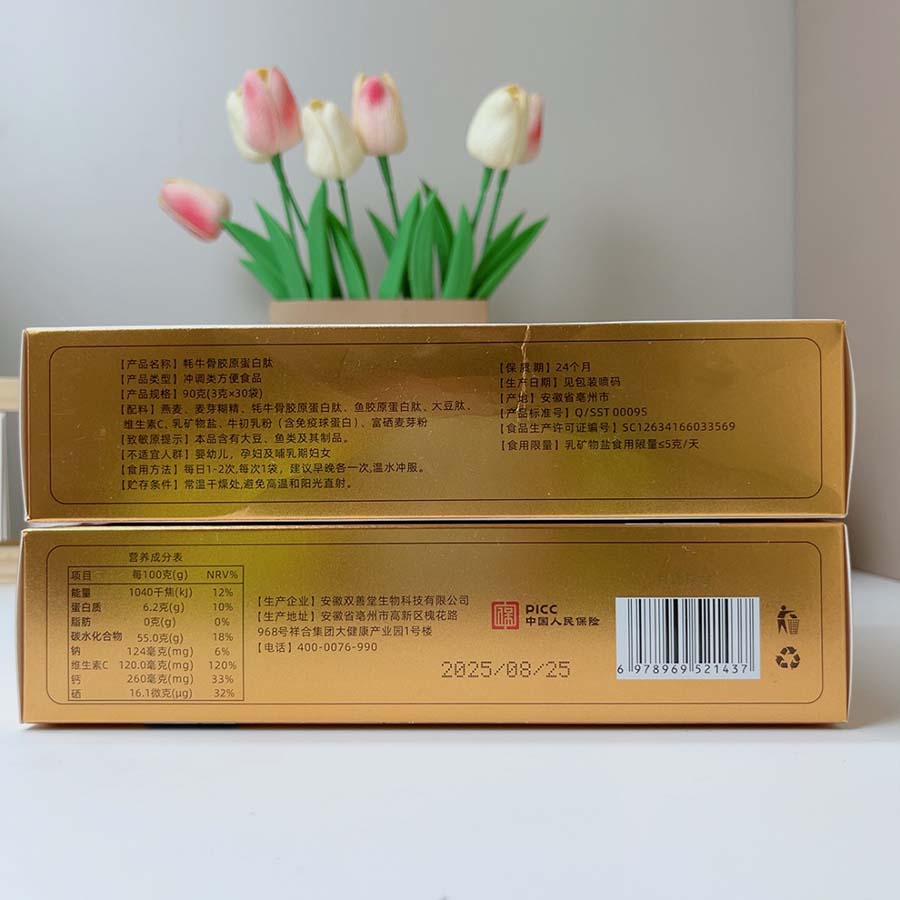 【产品名称】牦牛骨胶原蛋白肽
【产品类型】冲调类方便食品
【产品规格】90克(3克×30袋)
【配料】燕麦、麦芽糊精、牦牛骨胶原蛋白肽、鱼胶原蛋白肽、大豆肽、
维生素C、乳矿物盐、牛初乳粉（含免疫球蛋白）、富硒麦芽粉
【致敏原提示】本品含有大豆、鱼类及其制品。
【不适宜人群】婴幼儿，孕妇及哺乳期妇女
【食用方法】每日1-2次,每次1袋，建议早晚各一次,温水冲服。
【贮存条件】常温干燥处,避免高温和阳光直射。
【保质期】24个月
【生产日期】见包装喷码
【产地】安徽省亳州市
【产品标准号】Q/SST 0009S
【食品生产许可证编号】SC12634166033569
【食用限量】乳矿物盐食用限量≤5克/天
营养成分表
项目 每100克(g) NRV%
能量 1040千焦(kJ) 12%
蛋白质 6.2克(g) 10%
脂肪 0克(g) 0%
碳水化合物 55.0克(g) 18%
钠 124毫克(mg) 6%
维生素C 120.0毫克(mg) 120%
钙 260毫克(mg) 33%
硒 16.1微克(μg) 32%
【生产企业】安徽双善堂生物科技有限公司
【生产地址】安徽省亳州市高新区槐花路
968号祥合集团大健康产业园1号楼
【电话】400-0076-990
2025/08/25
PICC
中国人民保险
6 978969 521437